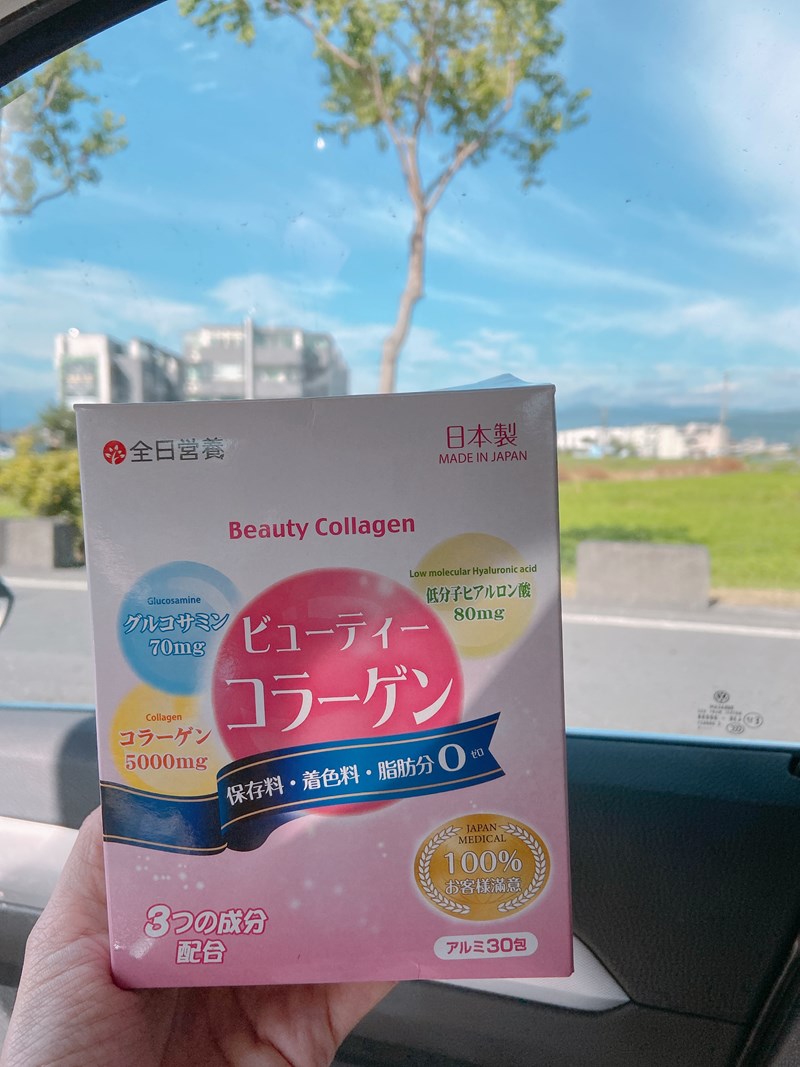 全日営養
日本製
MADE IN JAPAN
Beauty Collagen
Low molecular Hyaluronic acid
低分子ヒアルロン酸
80mg
Glucosamine
グルコサミン
70mg
ビューティー
コラーゲン
Collagen
コラーゲン
5000mg
保存料・着色料・脂肪分0ゼロ
JAPAN
MEDICAL
100%
お客様滿意
3つの成分
配合
アルミ30包